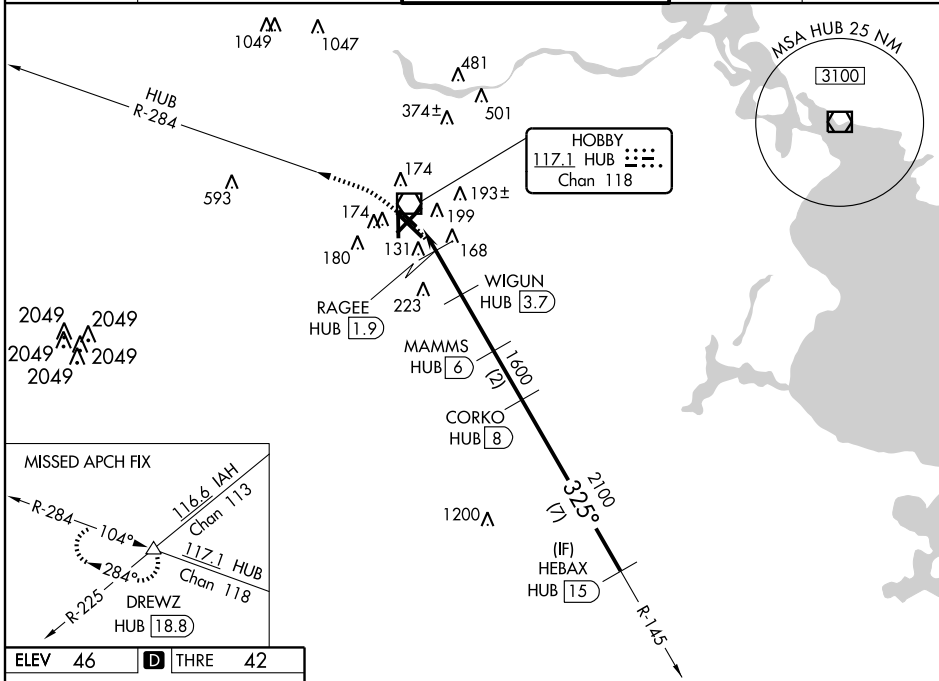 1049
1047
481
374±
501
HUB
R-284
MSA HUB 25 NM
3100
HOBBY
117.1 HUB
Chan 118
593
174
193±
174
199
180
131
168
RAGEE
HUB 1.9
223
WIGUN
HUB 3.7
MAMMS
HUB 6
1600
(2)
CORKO
HUB 8
2049
2049
2049
2049
2049
2100
325°
(7)
1200
(IF)
HEBAX
HUB 15
R-145
MISSED APCH FIX
116.6 IAH
Chan 113
R-284
104°
117.1 HUB
Chan 118
284°
R-225
DREWZ
HUB 18.8
ELEV 46 D THRE 42